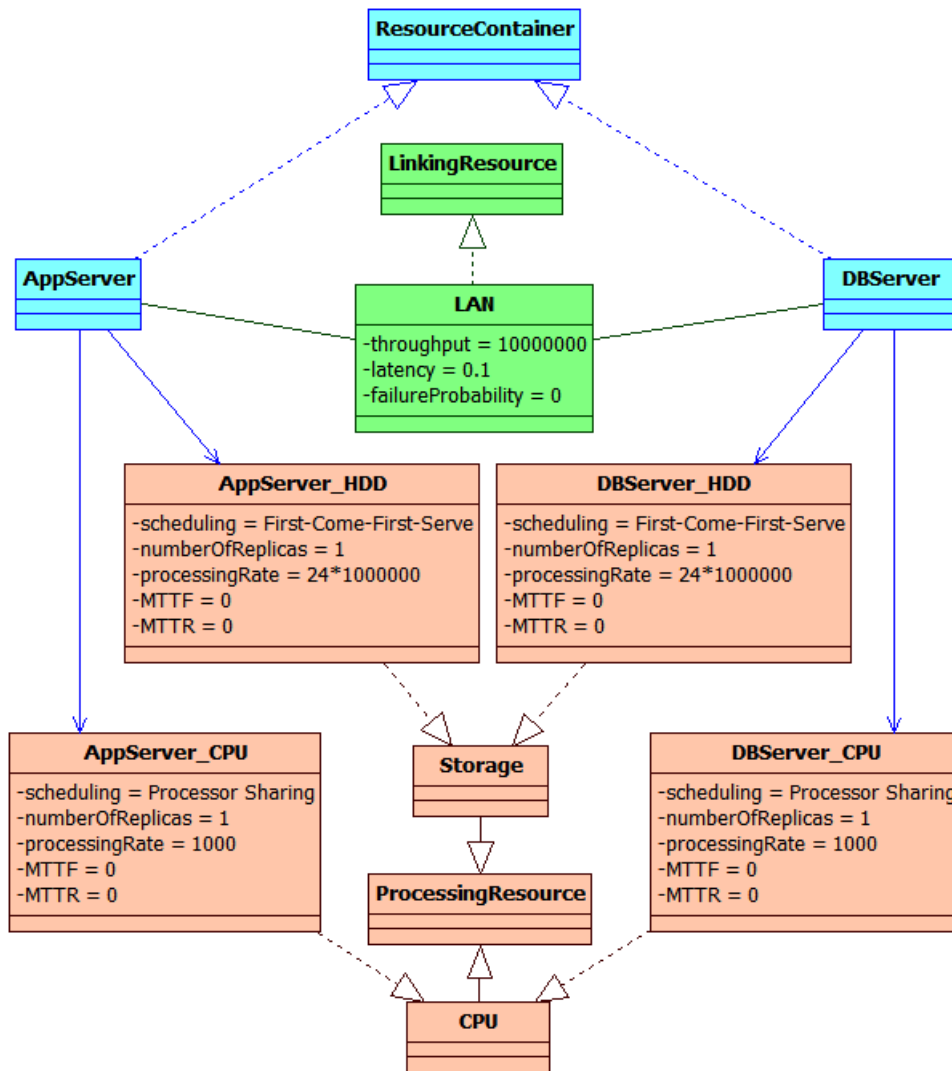 ResourceContainer
LinkingResource
AppServer
DBServer
LAN
-throughput = 10000000
-latency = 0.1
-failureProbability = 0
AppServer_HDD
-scheduling = First-Come-First-Serve
-numberOfReplicas = 1
-processingRate = 24*1000000
-MTTF = 0
-MTTR = 0
DBServer_HDD
-scheduling = First-Come-First-Serve
-numberOfReplicas = 1
-processingRate = 24*1000000
-MTTF = 0
-MTTR = 0
AppServer_CPU
-scheduling = Processor Sharing
-numberOfReplicas = 1
-processingRate = 1000
-MTTF = 0
-MTTR = 0
Storage
DBServer_CPU
-scheduling = Processor Sharing
-numberOfReplicas = 1
-processingRate = 1000
-MTTF = 0
-MTTR = 0
ProcessingResource
CPU